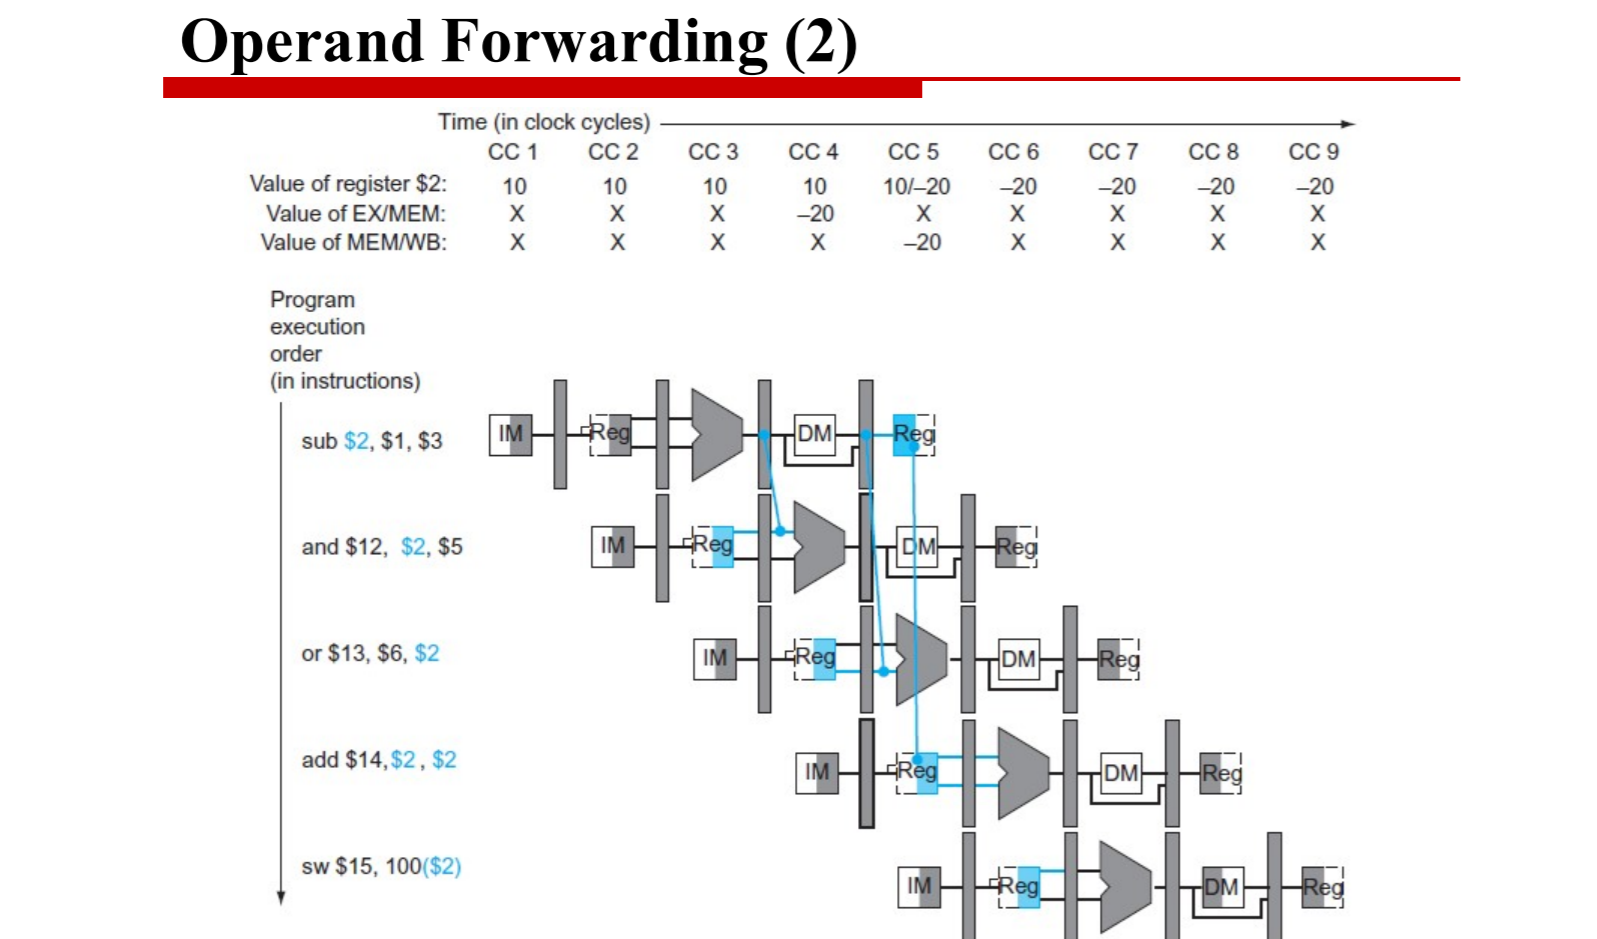 Operand Forwarding (2)
Time (in clock cycles)
CC 1 CC 2 CC 3 CC 4 CC 5 CC 6 CC 7 CC 8 CC 9
Value of register $2: 10 10 10 10 10/–20 –20 –20 –20 –20
Value of EX/MEM: X X X –20 X X X X X
Value of MEM/WB: X X X X –20 X X X X
Program
execution
order
(in instructions)
sub $2, $1, $3 IM Reg DM Reg
and $12, $2, $5 IM Reg DM Reg
or $13, $6, $2 IM Reg DM Reg
add $14,$2 , $2 IM Reg DM Reg
sw $15, 100($2) IM Reg DM Reg